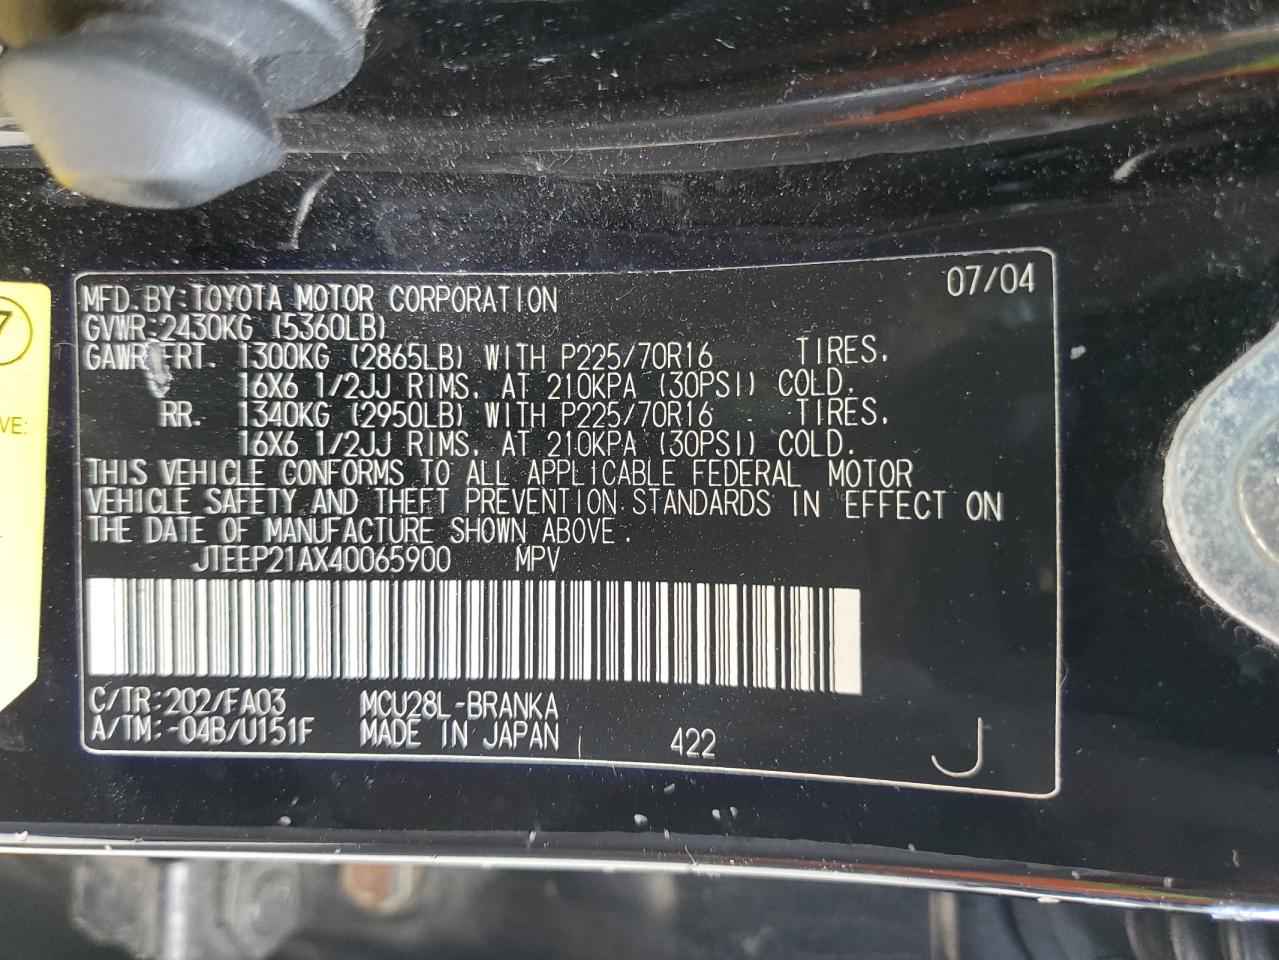 07/04
MFD. BY: TOYOTA MOTOR CORPORATION
GVWR: 2430KG (5360LB)
GAWR FRT. 1300KG (2865LB) WITH P225/70R16 TIRES,
16X6 1/2JJ RIMS, AT 210KPA (30PSI) COLD.
RR. 1340KG (2950LB) WITH P225/70R16 TIRES,
16X6 1/2JJ RIMS, AT 210KPA (30PSI) COLD.
THIS VEHICLE CONFORMS TO ALL APPLICABLE FEDERAL MOTOR
VEHICLE SAFETY AND THEFT PREVENTION STANDARDS IN EFFECT ON
THE DATE OF MANUFACTURE SHOWN ABOVE.
JTEEP21AX40065900 MPV
C/TR: 202/FA03 MCU28L-BRANKA
A/TM: -04B/U151F MADE IN JAPAN 422 J
7
VE: